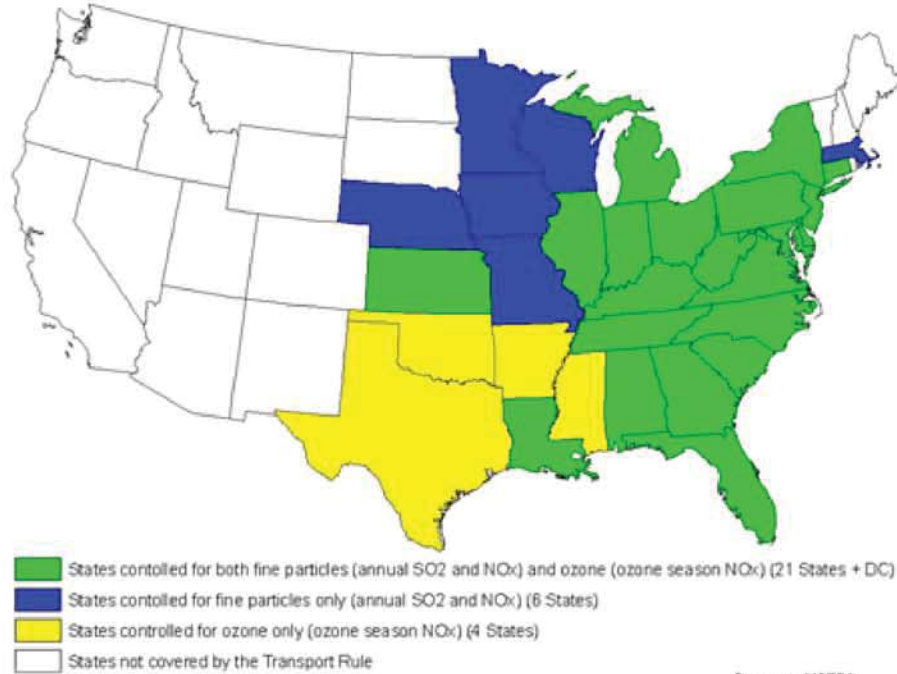 States contolled for both fine particles (annual SO2 and NOx) and ozone (ozone season NOx) (21 States + DC)
States contolled for fine particles only (annual SO2 and NOx) (6 States)
States controlled for ozone only (ozone season NOx) (4 States)
States not covered by the Transport Rule